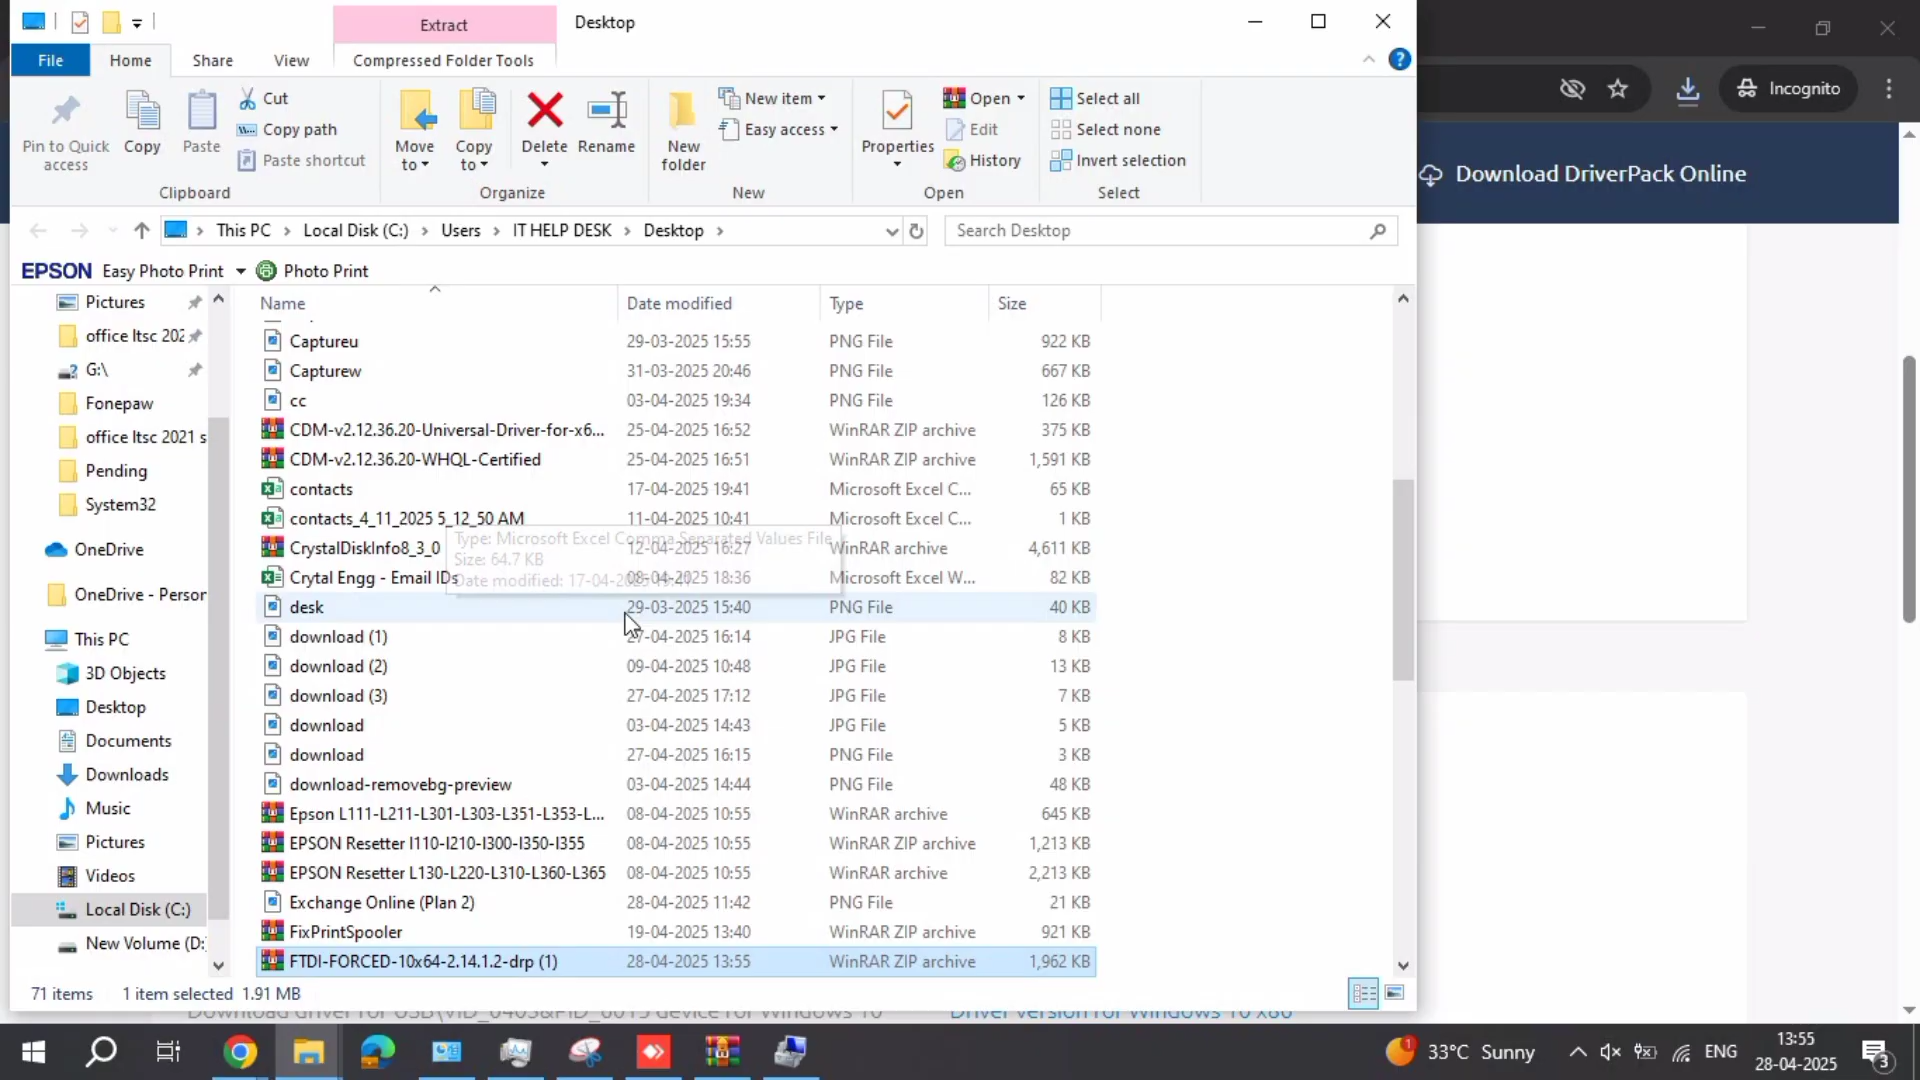 Extract
Desktop
Incognito
File
Home
Share
View
Compressed Folder Tools
Pin to Quick access
Copy
Paste
Cut
Copy path
Paste shortcut
Clipboard
Move to
Copy to
Delete
Rename
Organize
New folder
New item
Easy access
New
Properties
Open
Edit
History
Open
Select all
Select none
Invert selection
Select
Download DriverPack Online
This PC > Local Disk (C:) > Users > IT HELP DESK > Desktop >
Search Desktop
EPSON Easy Photo Print
Photo Print
Pictures
office ltsc 202
G:\
Fonepaw
office ltsc 2021 s
Pending
System32
OneDrive
OneDrive - Person
This PC
3D Objects
Desktop
Documents
Downloads
Music
Pictures
Videos
Local Disk (C:)
New Volume (D:
Name Date modified Type Size
Captureu 29-03-2025 15:55 PNG File 922 KB
Capturew 31-03-2025 20:46 PNG File 667 KB
cc 03-04-2025 19:34 PNG File 126 KB
CDM-v2.12.36.20-Universal-Driver-for-x6... 25-04-2025 16:52 WinRAR ZIP archive 375 KB
CDM-v2.12.36.20-WHQL-Certified 25-04-2025 16:51 WinRAR ZIP archive 1,591 KB
contacts 17-04-2025 19:41 Microsoft Excel C... 65 KB
contacts_4_11_2025 5_12_50 AM 11-04-2025 10:41 Microsoft Excel C... 1 KB
CrystalDiskInfo8_3_0 12-04-2025 16:27 WinRAR archive 4,611 KB
Crytal Engg - Email IDs 08-04-2025 18:36 Microsoft Excel W... 82 KB
Type: Microsoft Excel Comma Separated Values File
Size: 64.7 KB
Date modified: 17-04-2025
desk 29-03-2025 15:40 PNG File 40 KB
download (1) 27-04-2025 16:14 JPG File 8 KB
download (2) 09-04-2025 10:48 JPG File 13 KB
download (3) 27-04-2025 17:12 JPG File 7 KB
download 03-04-2025 14:43 JPG File 5 KB
download 27-04-2025 16:15 PNG File 3 KB
download-removebg-preview 03-04-2025 14:44 PNG File 48 KB
Epson L111-L211-L301-L303-L351-L353-L... 08-04-2025 10:55 WinRAR archive 645 KB
EPSON Resetter l110-l210-l300-l350-l355 08-04-2025 10:55 WinRAR ZIP archive 1,213 KB
EPSON Resetter L130-L220-L310-L360-L365 08-04-2025 10:55 WinRAR archive 2,213 KB
Exchange Online (Plan 2) 28-04-2025 11:42 PNG File 21 KB
FixPrintSpooler 19-04-2025 13:40 WinRAR ZIP archive 921 KB
FTDI-FORCED-10x64-2.14.1.2-drp (1) 28-04-2025 13:55 WinRAR ZIP archive 1,962 KB
71 items 1 item selected 1.91 MB
Download driver for USB\VID_0403&PID_6015 device for Windows 10
Driver version for Windows 10 x86
1
33°C Sunny
ENG
13:55
28-04-2025
3